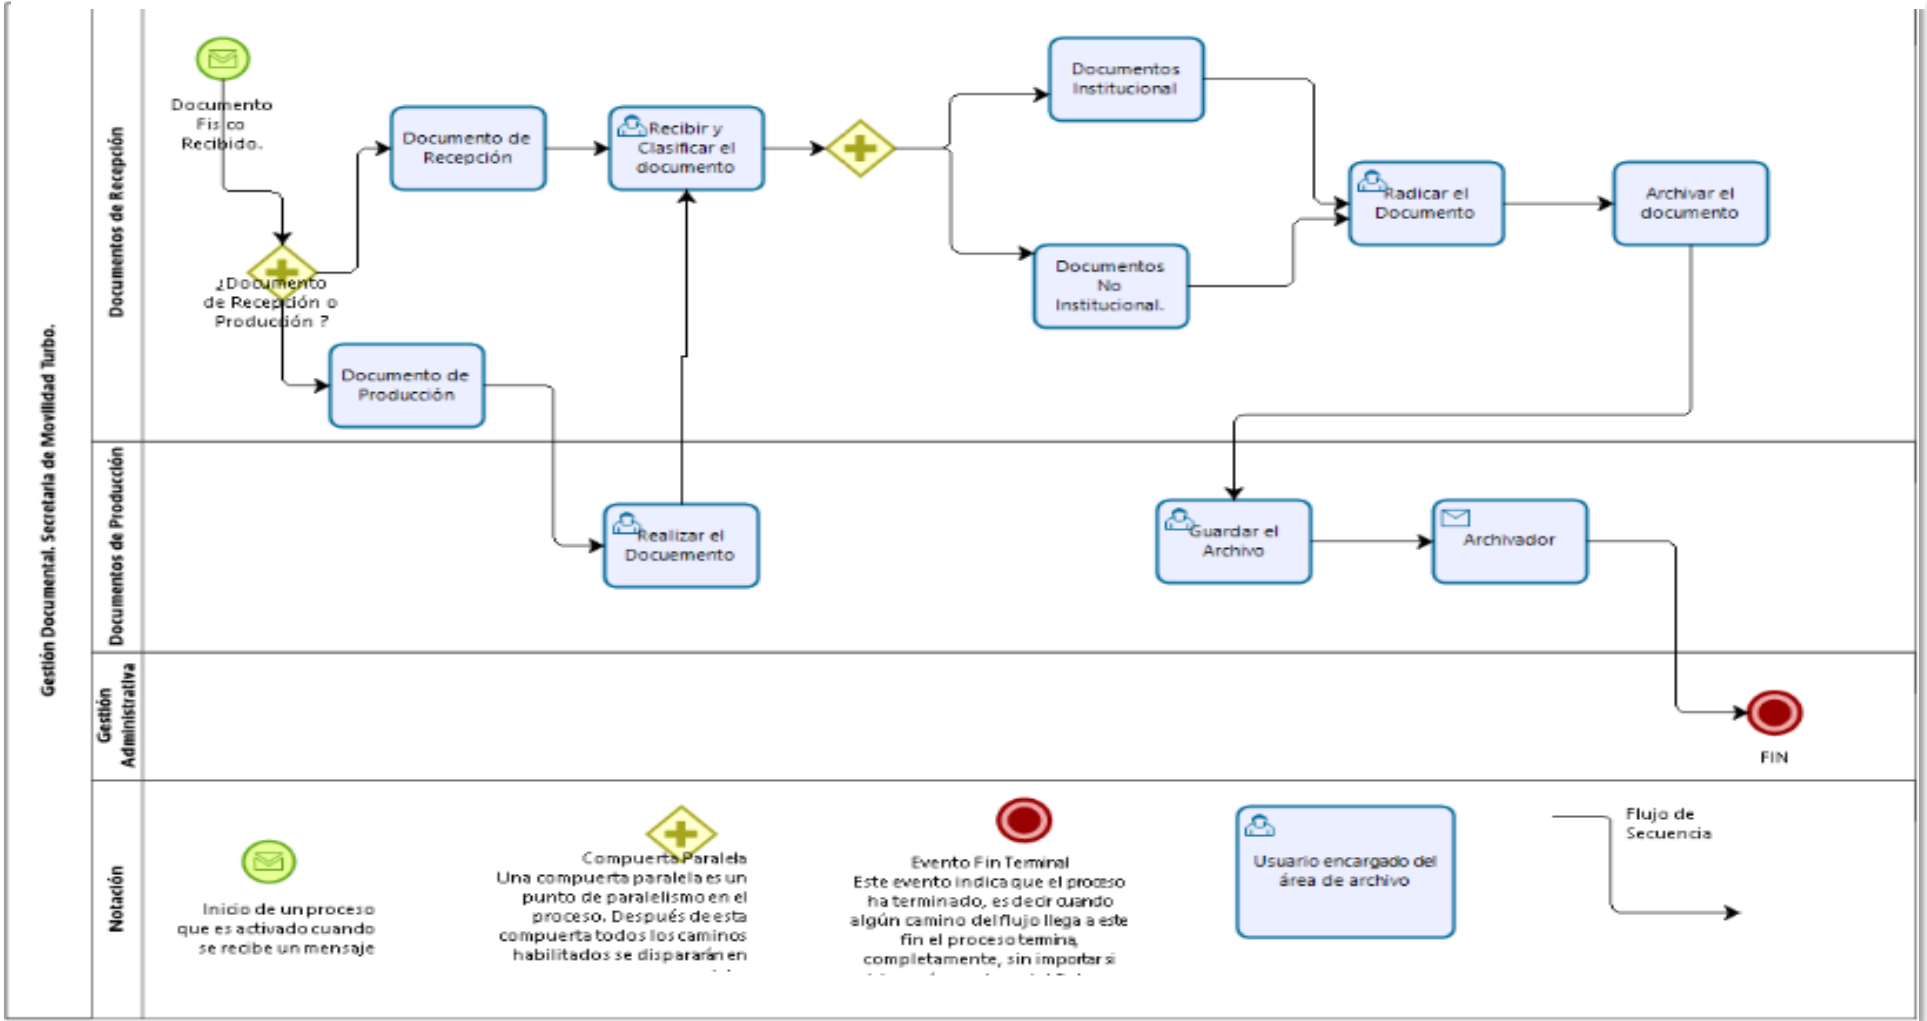 Gestión Documental. Secretaria de Movilidad Turbo.
Documentos de Recepción
Documento
Fisico
Recibido.
¿Documento
de Recepción o
Producción ?
Documento de
Recepción
Documento de
Producción
Recibir y
Clasificar el
documento
Documentos
Institucional
Documentos
No
Institucional.
Radicar el
Documento
Archivar el
documento
Documentos de Producción
Realizar el
Docuemento
Guardar el
Archivo
Archivador
Gestión
Administrativa
FIN
Notación
Inicio de un proceso
que es activado cuando
se recibe un mensaje
Compuerta Paralela
Una compuerta paralela es un
punto de paralelismo en el
proceso. Después de esta
compuerta todos los caminos
habilitados se dispararán en
Evento Fin Terminal
Este evento indica que el proceso
ha terminado, es decir cuando
algún camino del flujo llega a este
fin el proceso termina,
completamente, sin importar si
Usuario encargado del
área de archivo
Flujo de
Secuencia